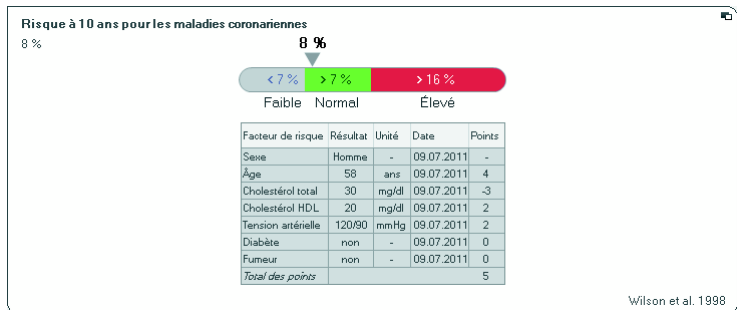 Risque à 10 ans pour les maladies coronariennes
8 %
8 %
< 7 % > 7 % > 16 %
Faible Normal Élevé
Facteur de risque Résultat Unité Date Points
Sexe Homme - 09.07.2011 -
Âge 58 ans 09.07.2011 4
Cholestérol total 30 mg/dl 09.07.2011 -3
Cholestérol HDL 20 mg/dl 09.07.2011 2
Tension artérielle 120/90 mmHg 09.07.2011 2
Diabète non - 09.07.2011 0
Fumeur non - 09.07.2011 0
Total des points 5
Wilson et al. 1998